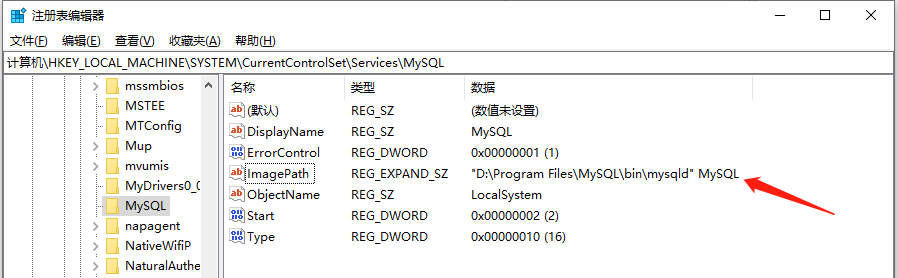 注册表编辑器
文件(F) 编辑(E) 查看(V) 收藏夹(A) 帮助(H)
计算机\HKEY_LOCAL_MACHINE\SYSTEM\CurrentControlSet\Services\MySQL
mssmbios
MSTEE
MTConfig
Mup
mvumis
MyDrivers0_0
MySQL
napagent
NativeWifiP
NaturalAuthe
名称 类型 数据
(默认) REG_SZ (数值未设置)
DisplayName REG_SZ MySQL
ErrorControl REG_DWORD 0x00000001 (1)
ImagePath REG_EXPAND_SZ "D:\Program Files\MySQL\bin\mysqld" MySQL
ObjectName REG_SZ LocalSystem
Start REG_DWORD 0x00000002 (2)
Type REG_DWORD 0x00000010 (16)